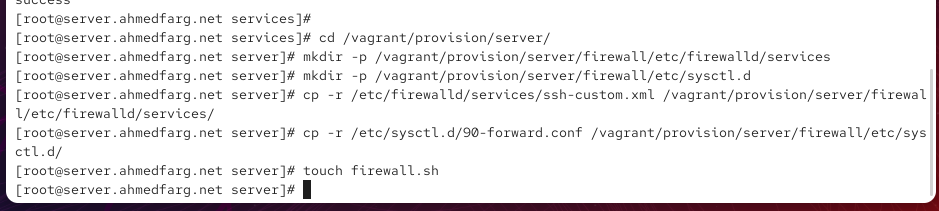 success
[root@server.ahmedfarg.net services]#
[root@server.ahmedfarg.net services]# cd /vagrant/provision/server/
[root@server.ahmedfarg.net server]# mkdir -p /vagrant/provision/server/firewall/etc/firewalld/services
[root@server.ahmedfarg.net server]# mkdir -p /vagrant/provision/server/firewall/etc/sysctl.d
[root@server.ahmedfarg.net server]# cp -r /etc/firewalld/services/ssh-custom.xml /vagrant/provision/server/firewal
l/etc/firewalld/services/
[root@server.ahmedfarg.net server]# cp -r /etc/sysctl.d/90-forward.conf /vagrant/provision/server/firewall/etc/sys
ctl.d/
[root@server.ahmedfarg.net server]# touch firewall.sh
[root@server.ahmedfarg.net server]#